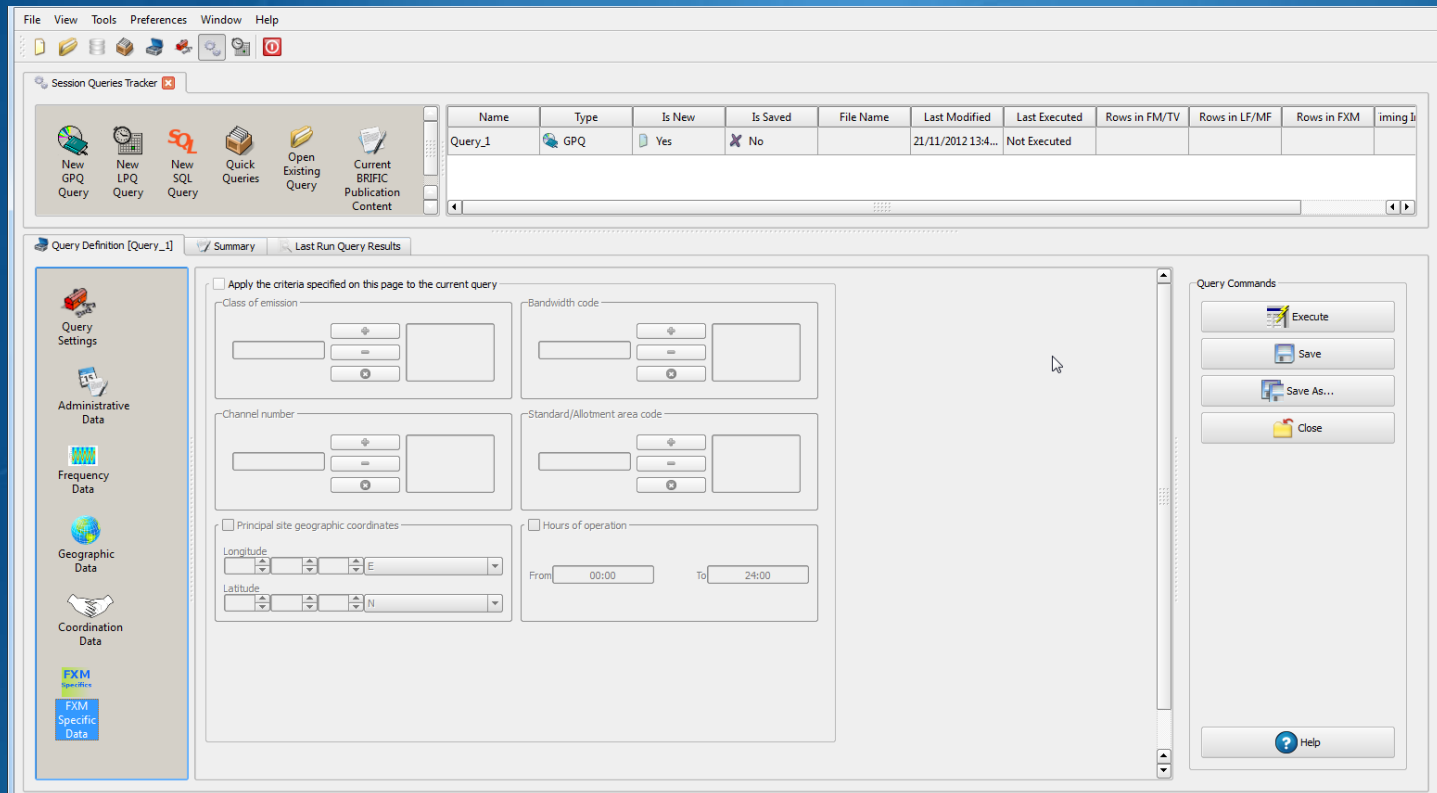 File View Tools Preferences Window Help
Session Queries Tracker
New GPQ Query
New LPQ Query
New SQL Query
Quick Queries
Open Existing Query
Current BRIFIC Publication Content
Name Type Is New Is Saved File Name Last Modified Last Executed Rows in FM/TV Rows in LF/MF Rows in FXM iming I
Query_1 GPQ Yes No 21/11/2012 13:4... Not Executed
Query Definition [Query_1] Summary Last Run Query Results
Query Settings
Administrative Data
Frequency Data
Geographic Data
Coordination Data
FXM
Specifics
FXM Specific Data
Apply the criteria specified on this page to the current query
Class of emission
Bandwidth code
Channel number
Standard/Allotment area code
Principal site geographic coordinates
Longitude
E
Latitude
N
Hours of operation
From 00:00 To 24:00
Query Commands
Execute
Save
Save As...
Close
Help